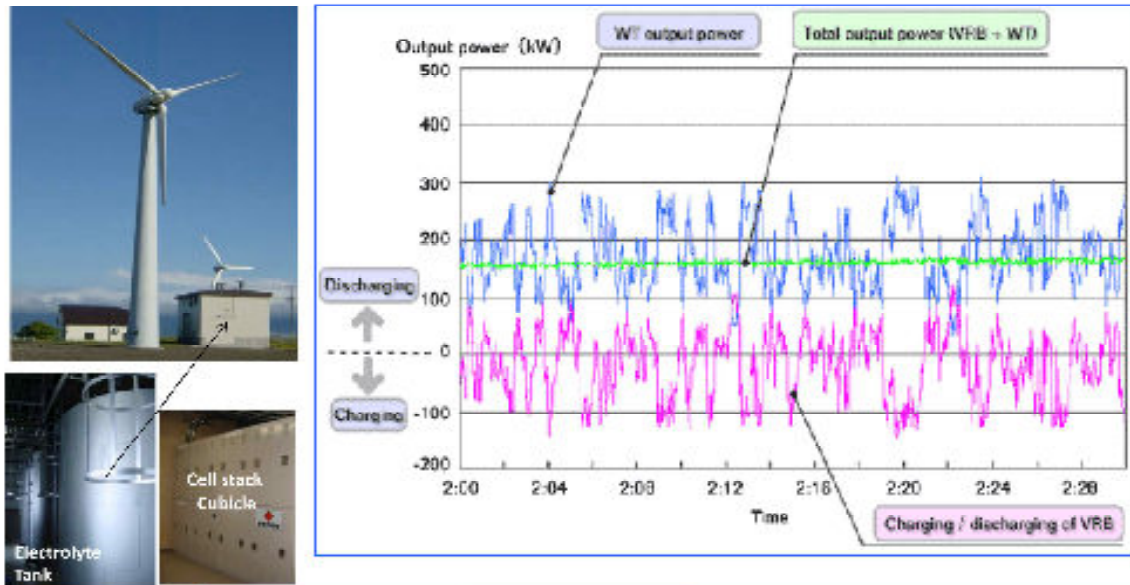 WT output power
Total output power (VRB + WT)
Output power (kW)
500
400
300
200
100
0
-100
-200
Discharging
Charging
2:00
2:04
2:08
2:12
2:16
2:20
2:24
2:28
Time
Charging / discharging of VRB
Electrolyte
Tank
Cell stack
Cubicle